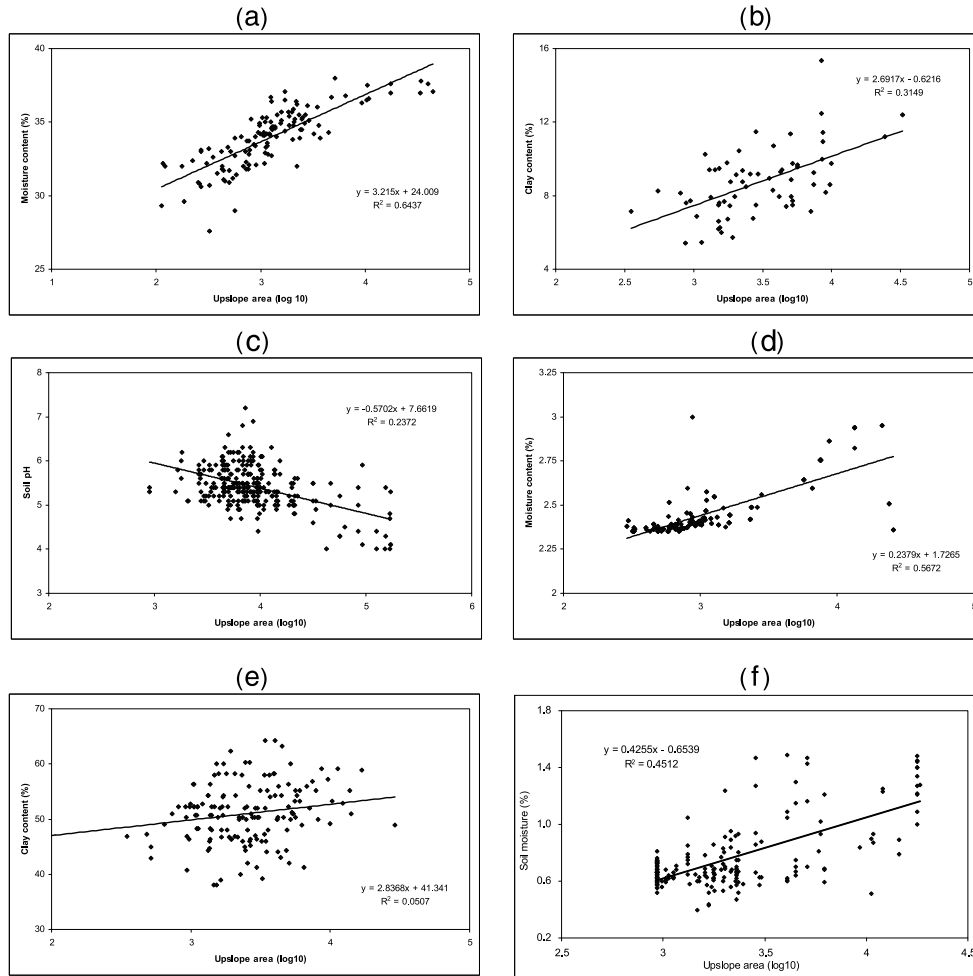 (a)
40
35
30
25
1
2
3
4
5
Moisture content (%)
Upslope area (log 10)
y = 3.215x + 24.009
R² = 0.6437
(b)
16
12
8
4
2
2.5
3
3.5
4
4.5
5
Clay content (%)
Upslope area (log10)
y = 2.6917x - 0.6216
R² = 0.3149
(c)
8
7
6
5
4
3
2
3
4
5
6
Soil pH
Upslope area (log10)
y = -0.5702x + 7.6619
R² = 0.2372
(d)
3.25
3
2.75
2.5
2.25
2
2
3
4
5
Moisture content (%)
Upslope area (log10)
y = 0.2379x + 1.7265
R² = 0.5672
(e)
70
60
50
40
30
2
3
4
5
Clay content (%)
Upslope area (log10)
y = 2.8368x + 41.341
R² = 0.0507
(f)
1.8
1.4
1.0
0.6
0.2
2.5
3
3.5
4
4.5
Soil moisture (%)
Upslope area (log10)
y = 0.4255x - 0.6539
R² = 0.4512